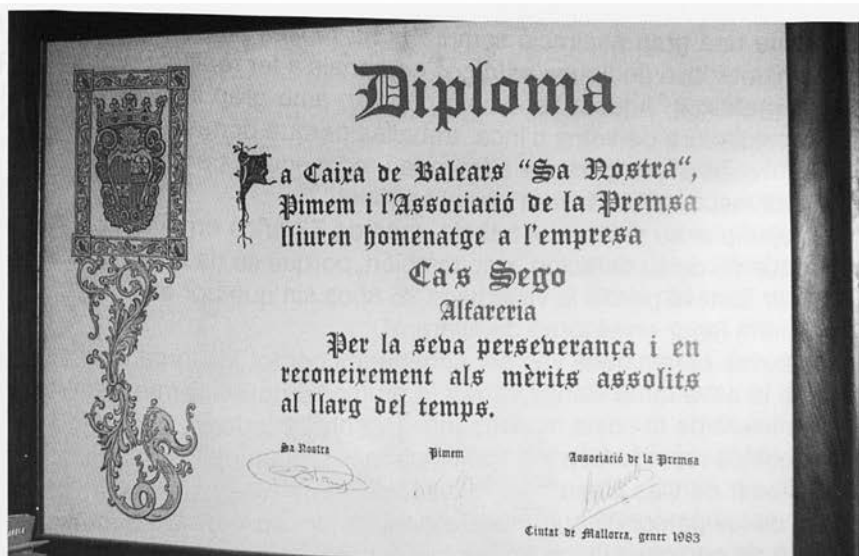 Diploma
La Caixa de Balears "Sa Nostra",
Pimem i l'Associació de la Premsa
lliuren homenatge a l'empresa
Ca's Sego
Alfareria
Per la seva perseverança i en
reconeixement als mèrits assolits
al llarg del temps.
Sa Nostra Pimem Associació de la Premsa
Ciutat de Mallorca, gener 1983